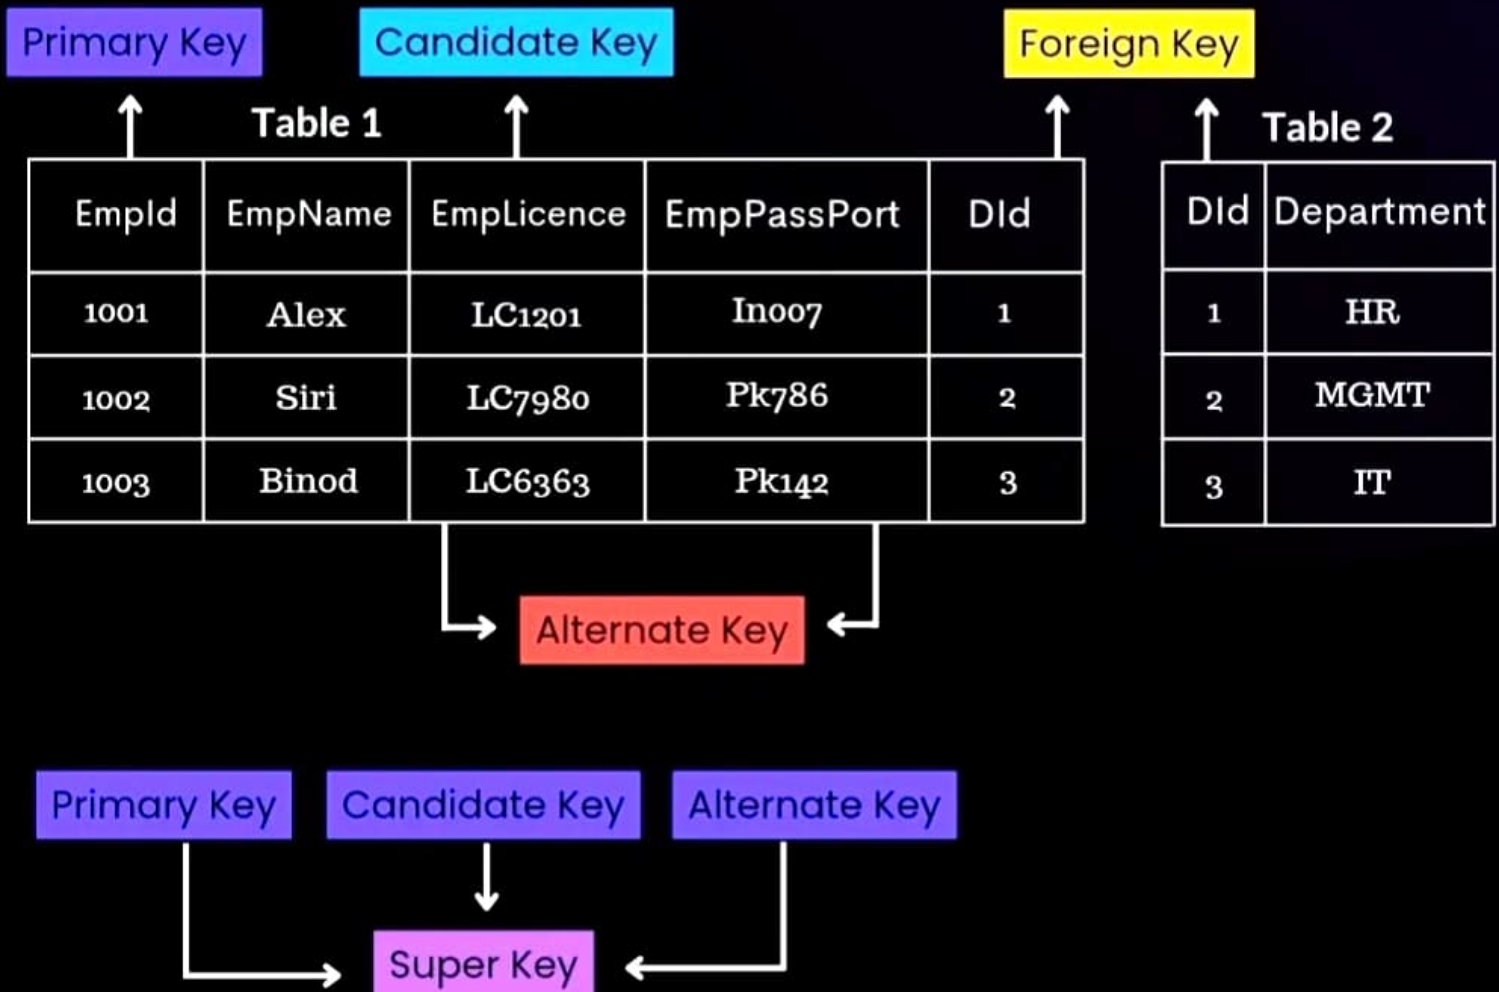 Primary Key Candidate Key Foreign Key
Table 1 Table 2
EmpId EmpName EmpLicence EmpPassPort DId DId Department
1001 Alex LC1201 In007 1 1 HR
1002 Siri LC7980 Pk786 2 2 MGMT
1003 Binod LC6363 Pk142 3 3 IT
Alternate Key
Primary Key Candidate Key Alternate Key
Super Key